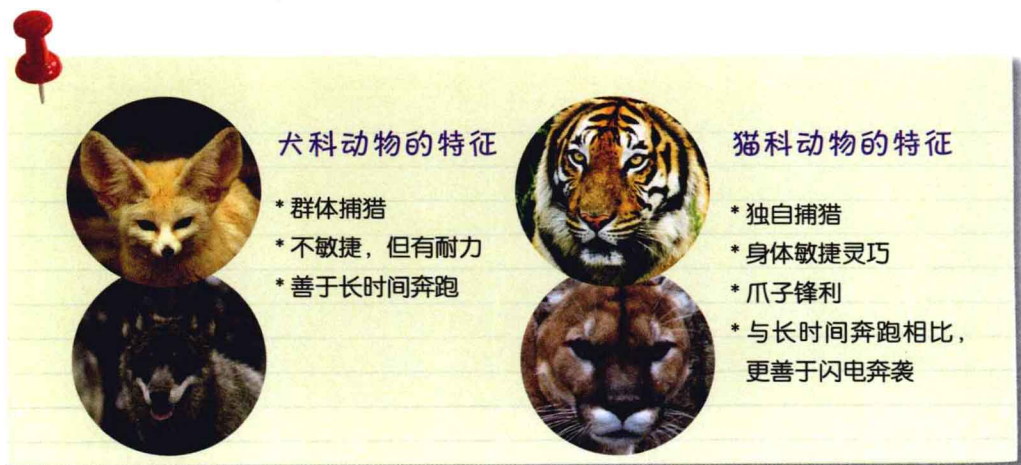 犬科动物的特征
* 群体捕猎
* 不敏捷，但有耐力
* 善于长时间奔跑
猫科动物的特征
* 独自捕猎
* 身体敏捷灵巧
* 爪子锋利
* 与长时间奔跑相比，
更善于闪电奔袭